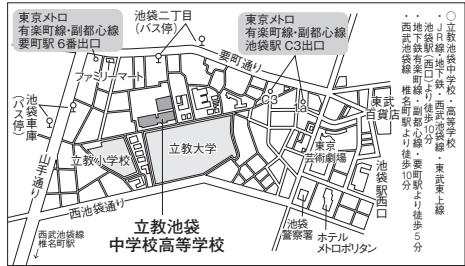 ○立教池袋中学校・高等学校
・JR線・地下鉄・西武池袋線・東武東上線
池袋駅(西口)より徒歩10分
・地下鉄有楽町線・副都心線・要町駅より徒歩5分
・西武池袋線 椎名町駅より徒歩10分
東京メトロ
有楽町線・副都心線
要町駅 6番出口
池袋二丁目
(バス停)
東京メトロ
有楽町線・副都心線
池袋駅 C3出口
要町通り
ファミリーマート
C3
東武
百貨店
池袋車庫
(バス停)
山手通り
立教小学校
立教大学
東京
芸術劇場
池袋駅西口
西池袋通り
立教池袋
中学校高等学校
池袋
警察署
ホテル
メトロポリタン
西武池袋線
椎名町駅